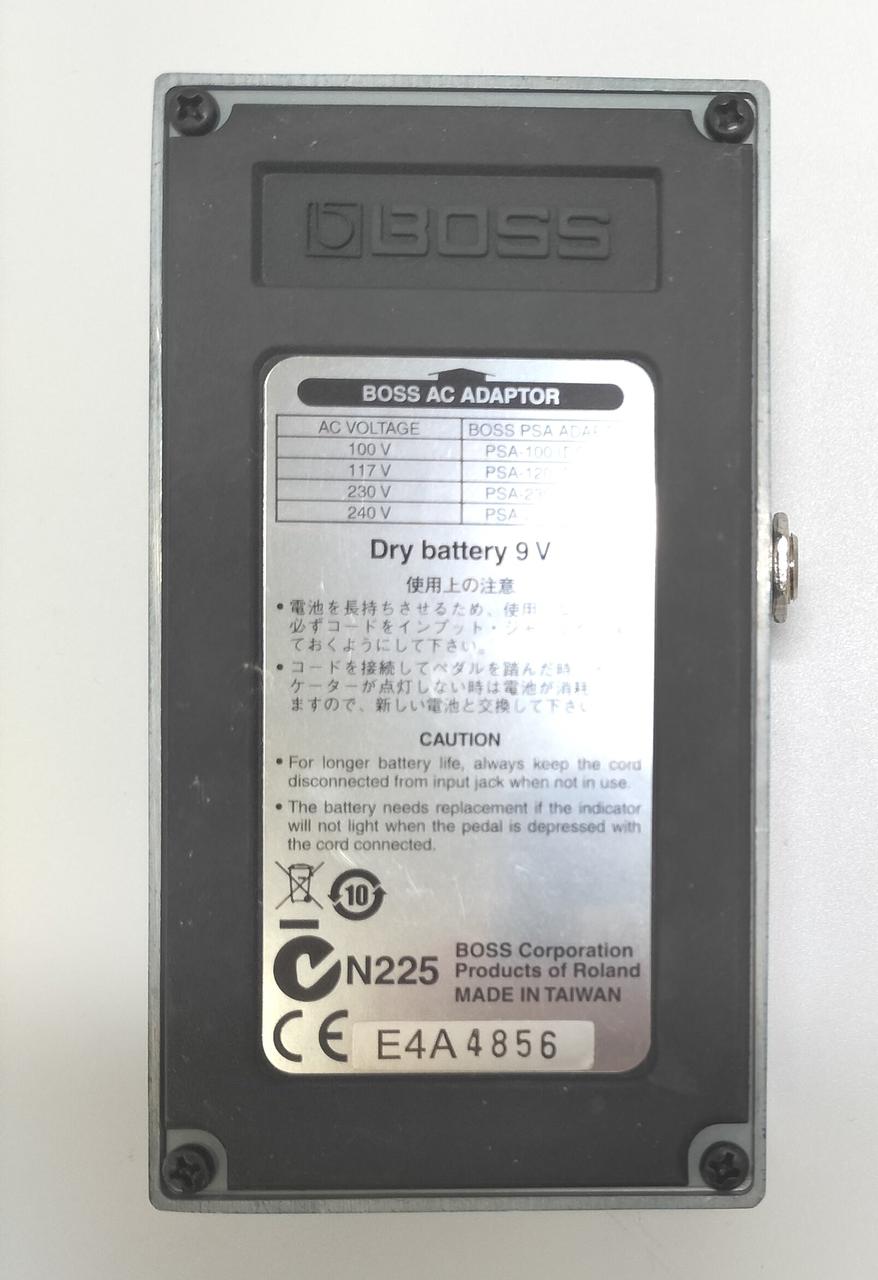 BOSS
BOSS AC ADAPTOR
AC VOLTAGE BOSS PSA
100 V PSA-100
117 V
230 V
240 V PSA
Dry battery 9 V
使用上の注意
• 電池を長持ちさせるため、使用
必ずコードをインプット・
ておくようにして下さい。
• コードを接続してペダルを踏んだ時
ケーターが点灯しない時は電池が消耗
ますので、新しい電池と交換して下さい
CAUTION
• For longer battery life, always keep the cord
disconnected from input jack when not in use.
• The battery needs replacement if the indicator
will not light when the pedal is depressed with
the cord connected.
10
N225
BOSS Corporation
Products of Roland
MADE IN TAIWAN
CE E4A4856